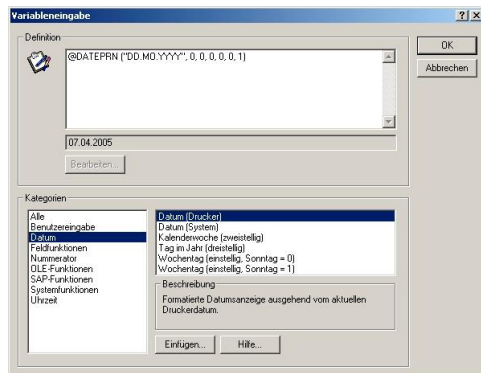 Variableneingabe
Definition
@DATEPRN ("DD.MO.YYYY", 0, 0, 0, 0, 0, 1)
OK
Abbrechen
07.04.2005
Bearbeiten...
Kategorien
Alle
Benutzereingabe
Datum
Feldfunktionen
Nummerator
OLE-Funktionen
SAP-Funktionen
Systemfunktionen
Uhrzeit
Datum (Drucker)
Datum (System)
Kalenderwoche (zweistellig)
Tag im Jahr (dreistellig)
Wochentag (einstellig, Sonntag = 0)
Wochentag (einstellig, Sonntag = 1)
Beschreibung
Formatierte Datumsanzeige ausgehend vom aktuellen
Druckerdatum.
Einfügen...
Hilfe...